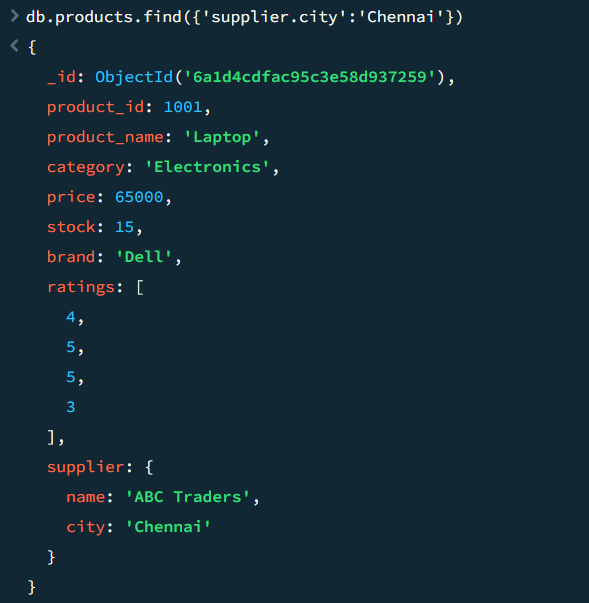 > db.products.find({'supplier.city':'Chennai'})
< {
_id: ObjectId('6a1d4cdfac95c3e58d937259'),
product_id: 1001,
product_name: 'Laptop',
category: 'Electronics',
price: 65000,
stock: 15,
brand: 'Dell',
ratings: [
4,
5,
5,
3
],
supplier: {
name: 'ABC Traders',
city: 'Chennai'
}
}